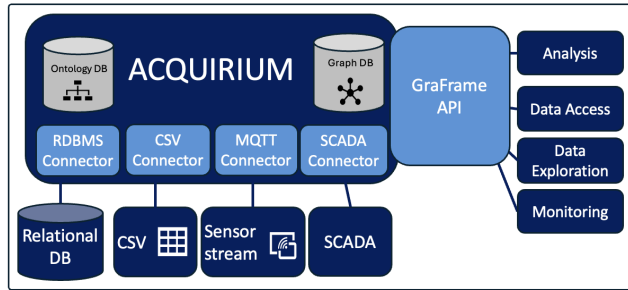 Ontology DB
ACQUIRIUM
Graph DB
GraFrame
API
RDBMS
Connector
CSV
Connector
MQTT
Connector
SCADA
Connector
Relational
DB
CSV
Sensor
stream
SCADA
Analysis
Data Access
Data
Exploration
Monitoring